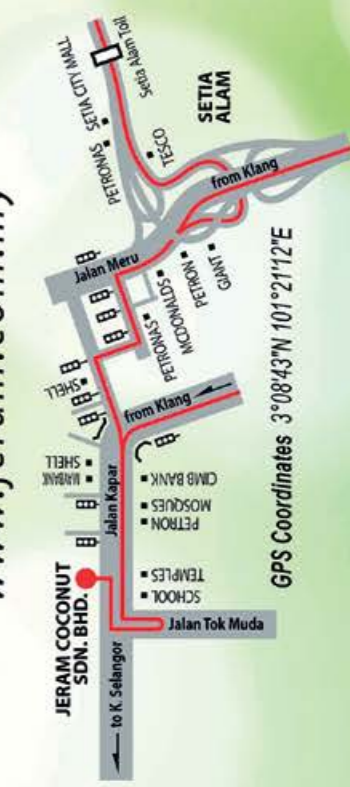 JERAM COCONUT
SDN. BHD.
to K. Selangor
Jalan Tok Muda
SCHOOL
TEMPLES
Jalan Kapar
PETRON
MOSQUES
CIMB BANK
MAYBANK
SHELL
SHELL
from Klang
Jalan Meru
PETRONAS
MCDONALDS
PETRON
GIANT
from Klang
PETRONAS
SETIA CITY MALL
TESCO
Setia Alam Toll
SETIA
ALAM
GPS Coordinates 3°08'43"N 101°21'12"E